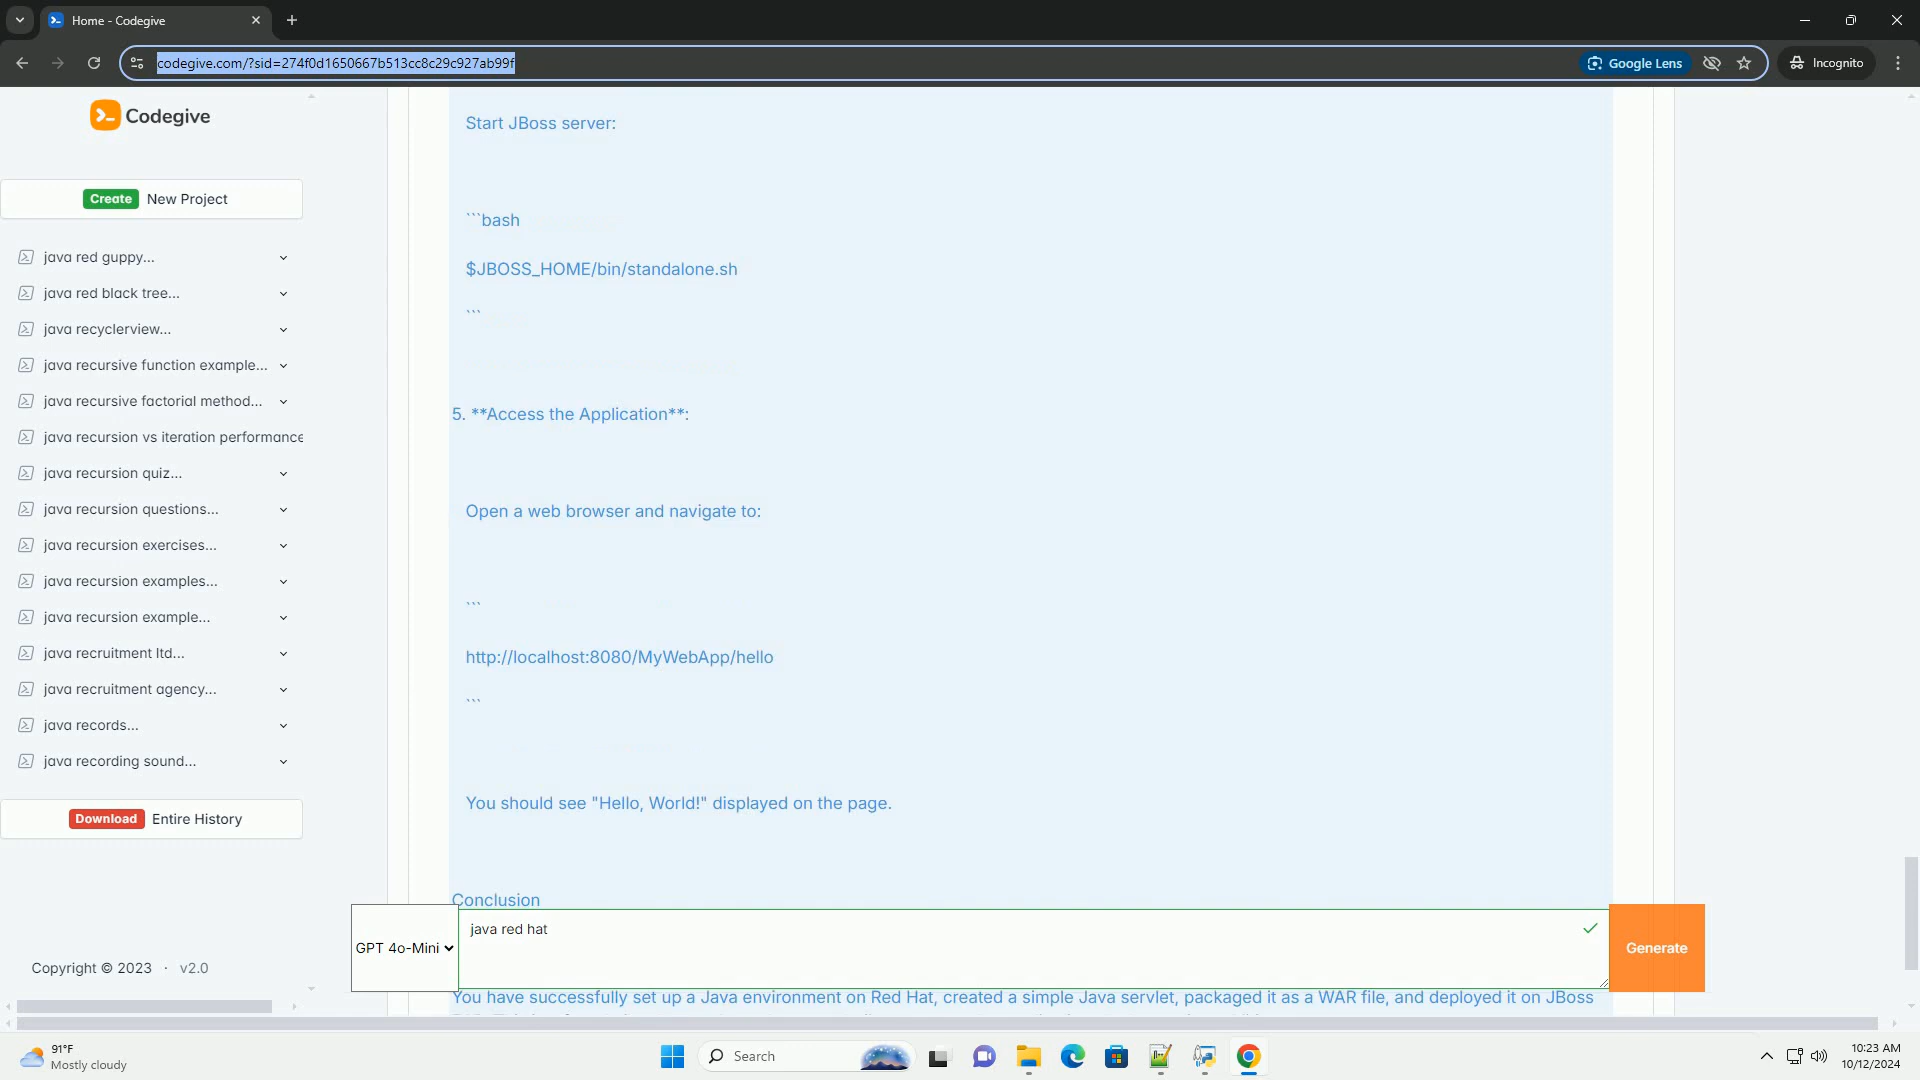 Home - Codegive
codegive.com/?sid=274f0d1650667b513cc8c29c927ab99f
Google Lens
Incognito
Codegive
Create New Project
java red guppy...
java red black tree...
java recyclerview...
java recursive function example...
java recursive factorial method...
java recursion vs iteration performance
java recursion quiz...
java recursion questions...
java recursion exercises...
java recursion examples...
java recursion example...
java recruitment ltd...
java recruitment agency...
java records...
java recording sound...
Download Entire History
Copyright © 2023 · v2.0
Start JBoss server:
```bash
$JBOSS_HOME/bin/standalone.sh
```
5. **Access the Application**:
Open a web browser and navigate to:
```
http://localhost:8080/MyWebApp/hello
```
You should see "Hello, World!" displayed on the page.
Conclusion
GPT 4o-Mini
java red hat
Generate
You have successfully set up a Java environment on Red Hat, created a simple Java servlet, packaged it as a WAR file, and deployed it on JBoss
91°F
Mostly cloudy
Search
10:23 AM
10/12/2024